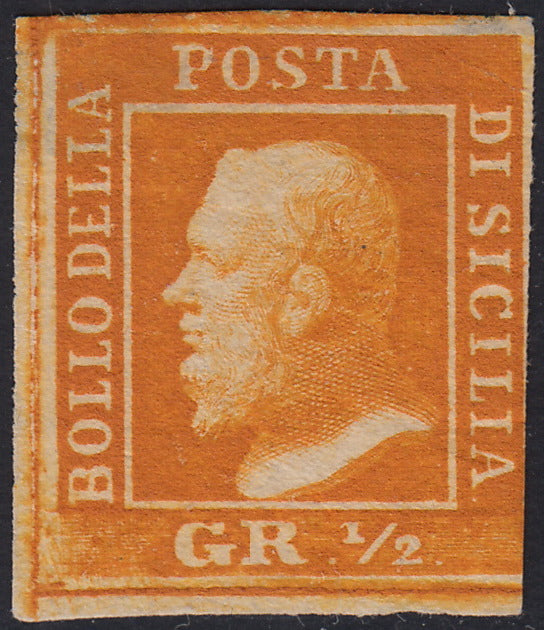 BOLLO DELLA
POSTA
DI SICILIA
GR. ½.